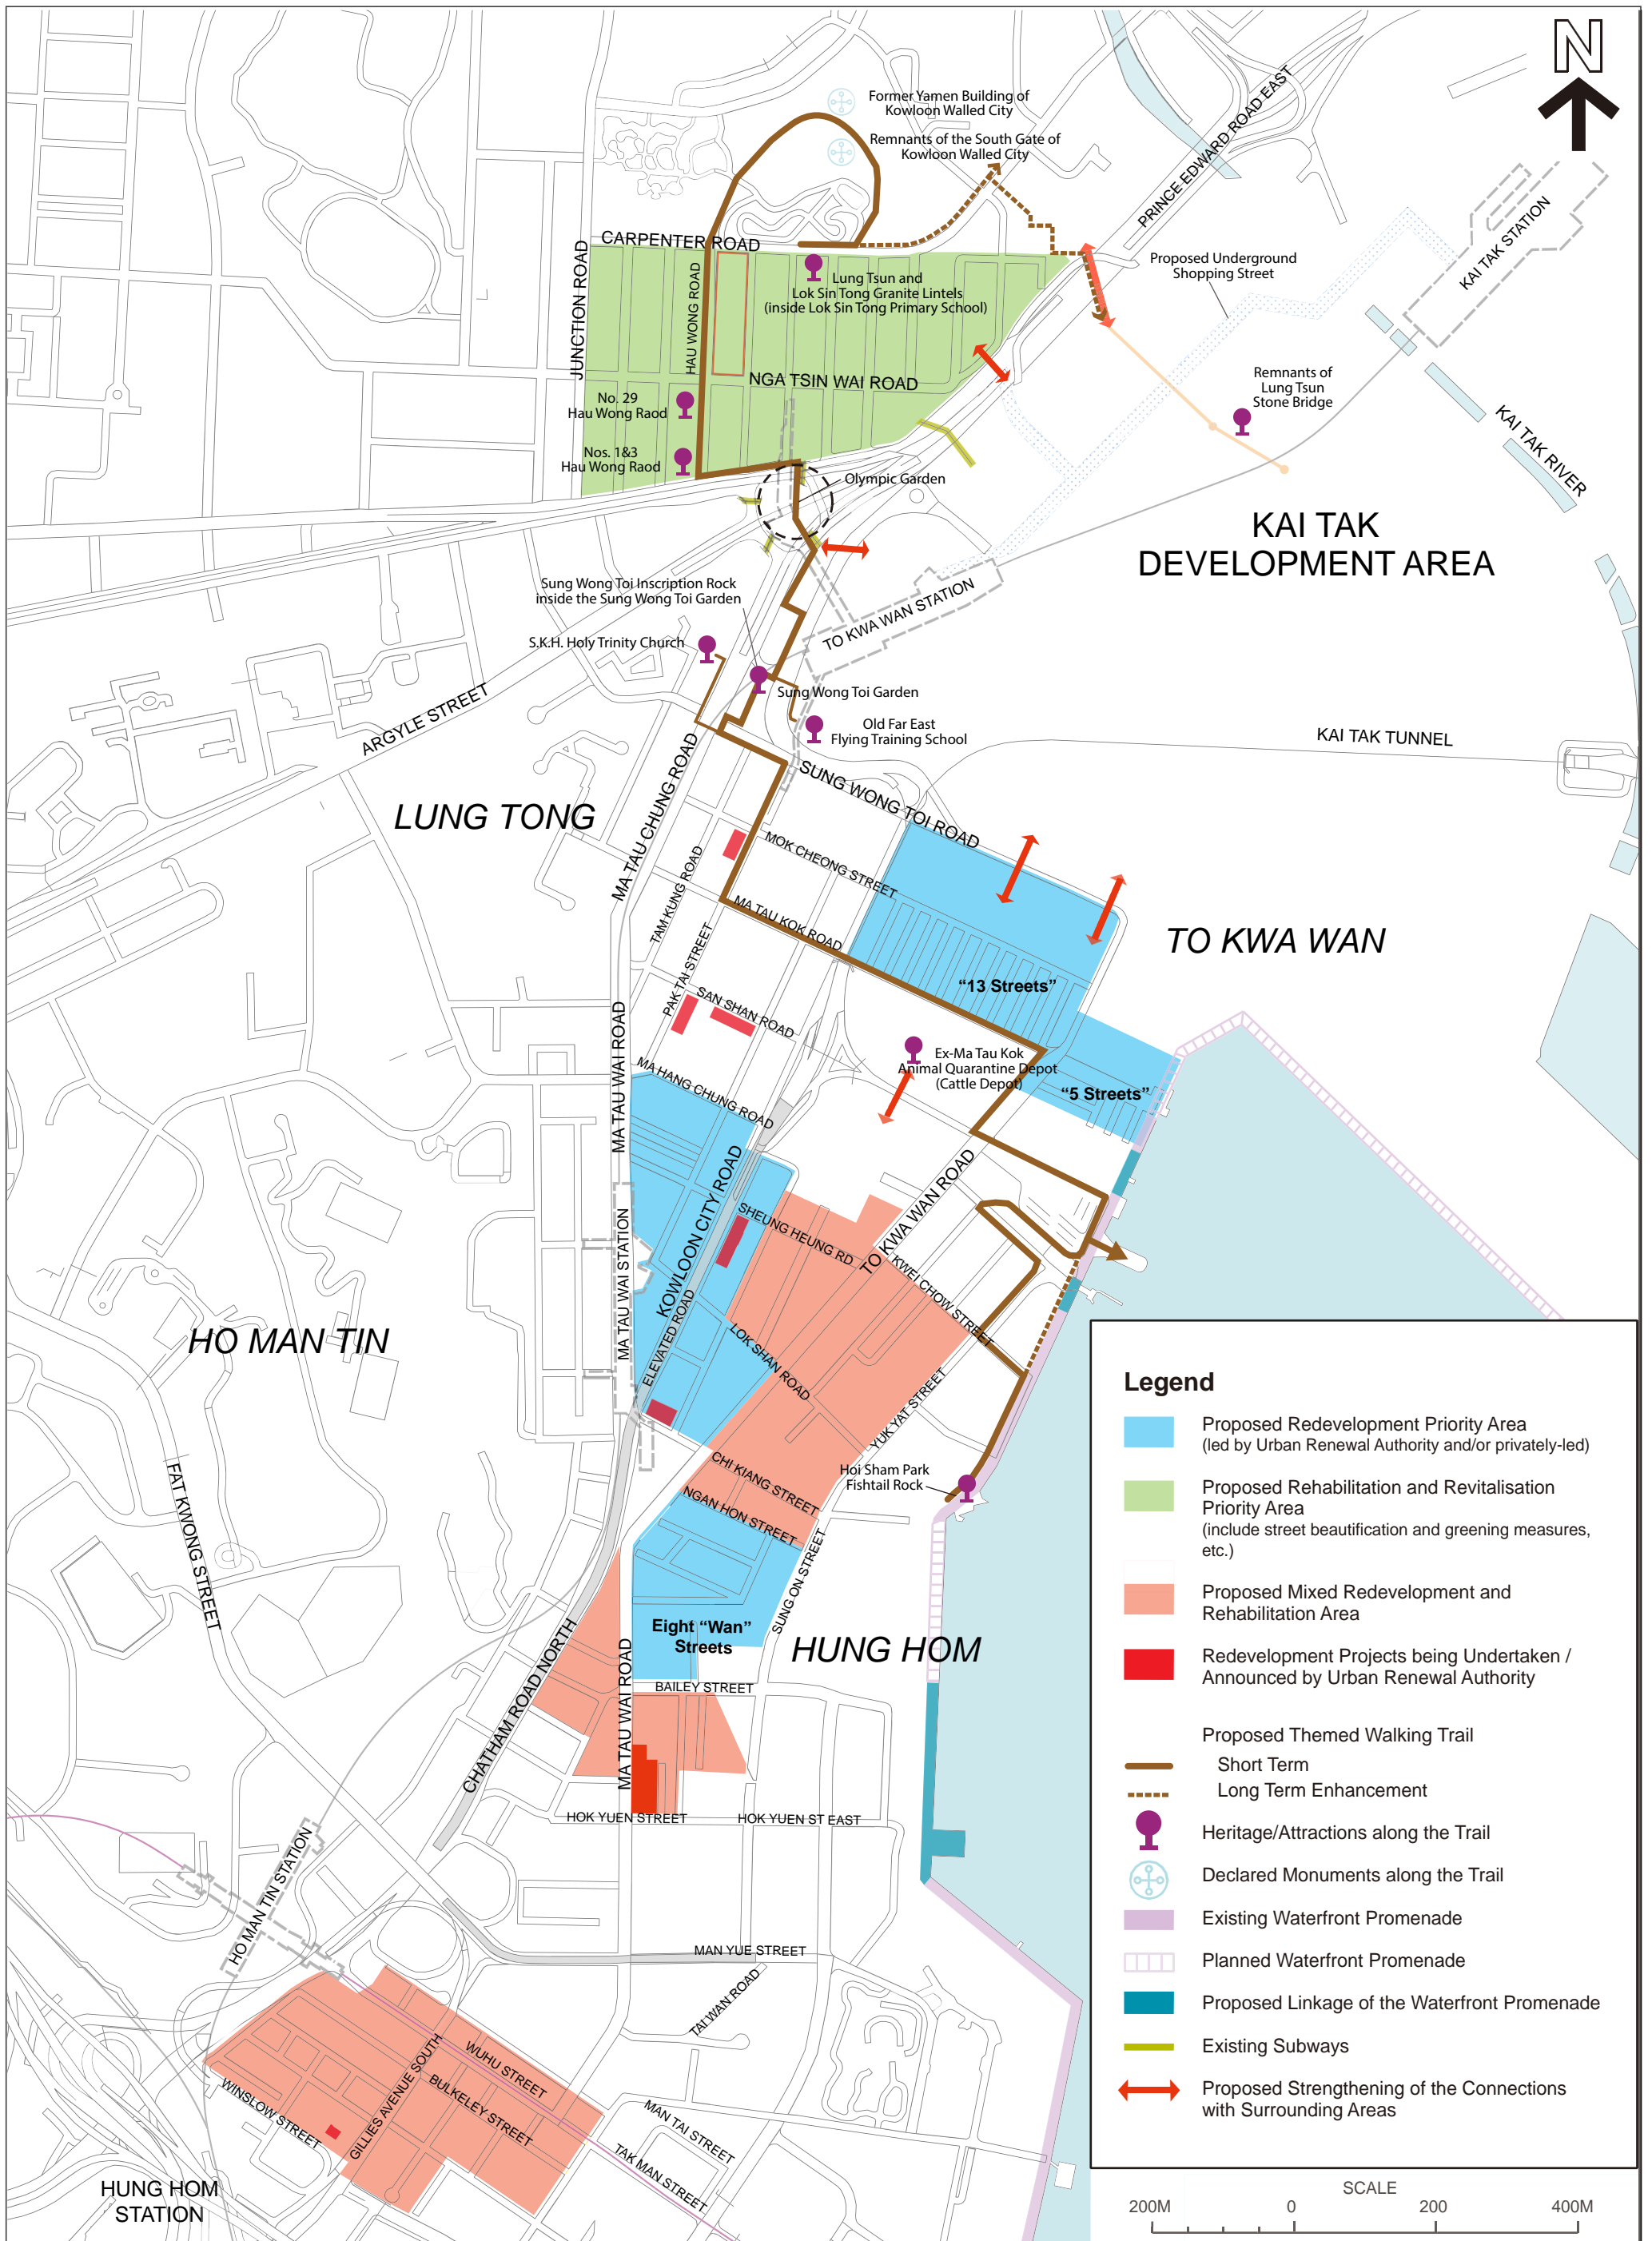 N
Former Yamen Building of
Kowloon Walled City
Remnants of the South Gate of
Kowloon Walled City
PRINCE EDWARD ROAD EAST
KAI TAK STATION
CARPENTER ROAD
JUNCTION ROAD
HAU WONG ROAD
Lung Tsun and
Lok Sin Tong Granite Lintels
(inside Lok Sin Tong Primary School)
Proposed Underground
Shopping Street
NGA TSIN WAI ROAD
No. 29
Hau Wong Raod
Nos. 1&3
Hau Wong Raod
Remnants of
Lung Tsun
Stone Bridge
KAI TAK RIVER
Olympic Garden
KAI TAK
DEVELOPMENT AREA
Sung Wong Toi Inscription Rock
inside the Sung Wong Toi Garden
TO KWA WAN STATION
S.K.H. Holy Trinity Church
Sung Wong Toi Garden
Old Far East
Flying Training School
ARGYLE STREET
KAI TAK TUNNEL
LUNG TONG
MA TAU CHUNG ROAD
SUNG WONG TOI ROAD
MOK CHEONG STREET
TAM KUNG ROAD
MA TAU KOK ROAD
TO KWA WAN
PAK TAI STREET
SAN SHAN ROAD
"13 Streets"
MA TAU WAI ROAD
Ex-Ma Tau Kok
Animal Quarantine Depot
(Cattle Depot)
MA HANG CHUNG ROAD
"5 Streets"
KOWLOON CITY ROAD
TO KWA WAN ROAD
SHEUNG HEUNG RD
MA TAU WAI STATION
KWEI CHOW STREET
ELEVATED ROAD
HO MAN TIN
LOK SHAN ROAD
YUK YAT STREET
CHI KIANG STREET
Hoi Sham Park
Fishtail Rock
NGAN HON STREET
FAT KWONG STREET
SUNG ON STREET
Eight "Wan"
Streets
HUNG HOM
CHATHAM ROAD NORTH
MA TAU WAI ROAD
BAILEY STREET
HOK YUEN STREET
HOK YUEN ST EAST
HO MAN TIN STATION
MAN YUE STREET
TAI WAN ROAD
WUHU STREET
BULKELEY STREET
GILLIES AVENUE SOUTH
WINSLOW STREET
MAN TAI STREET
TAK MAN STREET
HUNG HOM
STATION
Legend
Proposed Redevelopment Priority Area
(led by Urban Renewal Authority and/or privately-led)
Proposed Rehabilitation and Revitalisation
Priority Area
(include street beautification and greening measures,
etc.)
Proposed Mixed Redevelopment and
Rehabilitation Area
Redevelopment Projects being Undertaken /
Announced by Urban Renewal Authority
Proposed Themed Walking Trail
Short Term
Long Term Enhancement
Heritage/Attractions along the Trail
Declared Monuments along the Trail
Existing Waterfront Promenade
Planned Waterfront Promenade
Proposed Linkage of the Waterfront Promenade
Existing Subways
Proposed Strengthening of the Connections
with Surrounding Areas
SCALE
200M 0 200 400M